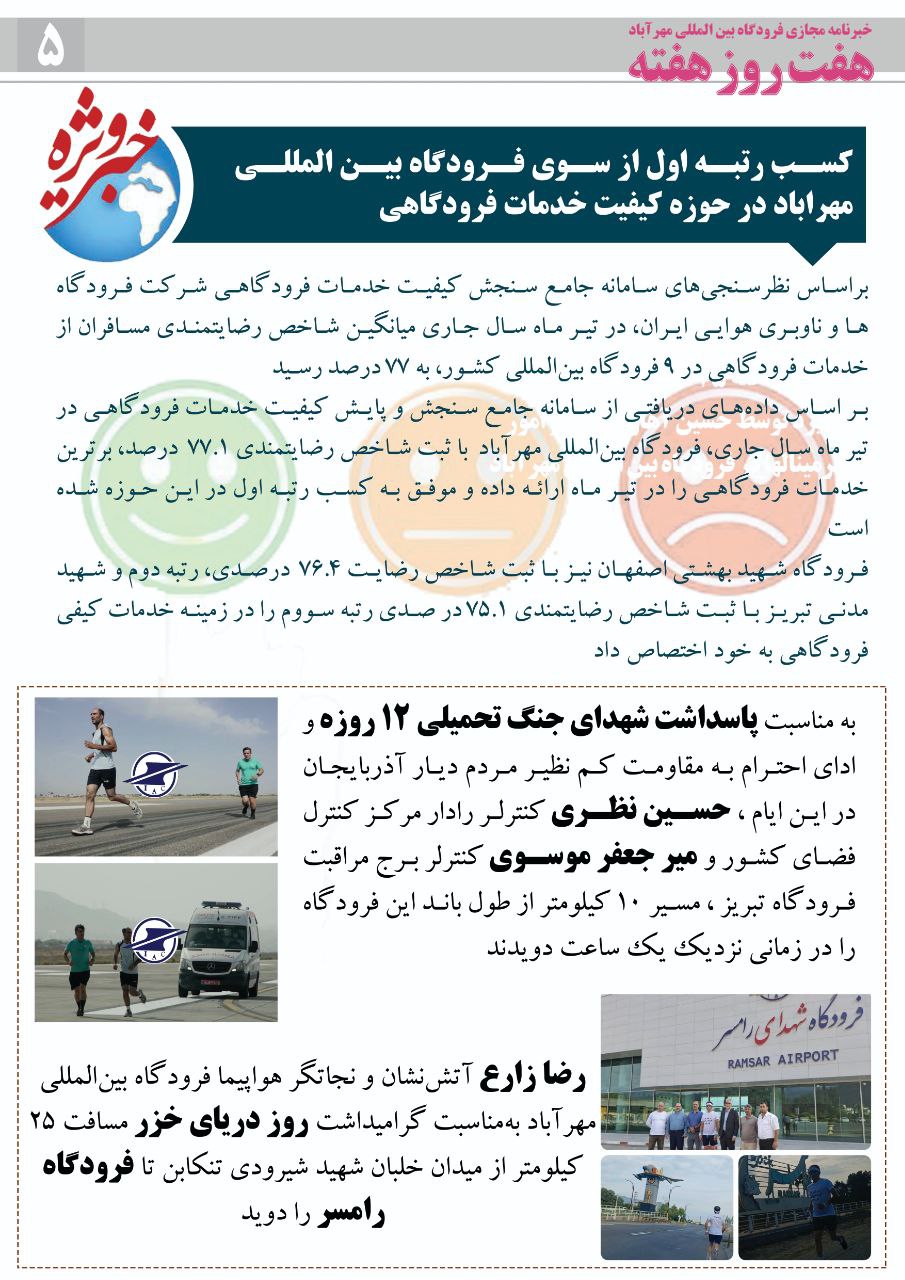 خبرنامه مجازی فرودگاه بین المللی مهرآباد
هفت روز هفته
۵
خبر ویژه
کسب رتبه اول از سوی فرودگاه بین المللی
مهراباد در حوزه کیفیت خدمات فرودگاهی
براساس نظرسنجی‌های سامانه جامع سنجش کیفیت خدمات فرودگاهی شرکت فرودگاه
ها و ناوبری هوایی ایران، در تیر ماه سال جاری میانگین شاخص رضایتمندی مسافران از
خدمات فرودگاهی در ۹ فرودگاه بین‌المللی کشور، به ۷۷ درصد رسید
بر اساس داده‌های دریافتی از سامانه جامع سنجش و پایش کیفیت خدمات فرودگاهی در
تیر ماه سال جاری، فرودگاه بین‌المللی مهرآباد با ثبت شاخص رضایتمندی ۷۷.۱ درصد، برترین
خدمات فرودگاهی را در تیر ماه ارائه داده و موفق به کسب رتبه اول در این حوزه شده
است
فرودگاه شهید بهشتی اصفهان نیز با ثبت شاخص رضایت ۷۶.۴ درصدی، رتبه دوم و شهید
مدنی تبریز با ثبت شاخص رضایتمندی ۷۵.۱ در صدی رتبه سووم را در زمینه خدمات کیفی
فرودگاهی به خود اختصاص داد
به مناسبت پاسداشت شهدای جنگ تحمیلی ۱۲ روزه و
ادای احترام به مقاومت کم نظیر مردم دیار آذربایجان
در این ایام ، حسین نظری کنترلر رادار مرکز کنترل
فضای کشور و میر جعفر موسوی کنترلر برج مراقبت
فرودگاه تبریز ، مسیر ۱۰ کیلومتر از طول باند این فرودگاه
را در زمانی نزدیک یک ساعت دویدند
IAC
IAC
فرودگاه شهدای رامسر
RAMSAR AIRPORT
رضا زارع آتش‌نشان و نجاتگر هواپیما فرودگاه بین‌المللی
مهرآباد به‌مناسبت گرامیداشت روز دریای خزر مسافت ۲۵
کیلومتر از میدان خلبان شهید شیرودی تنکابن تا فرودگاه
رامسر را دوید